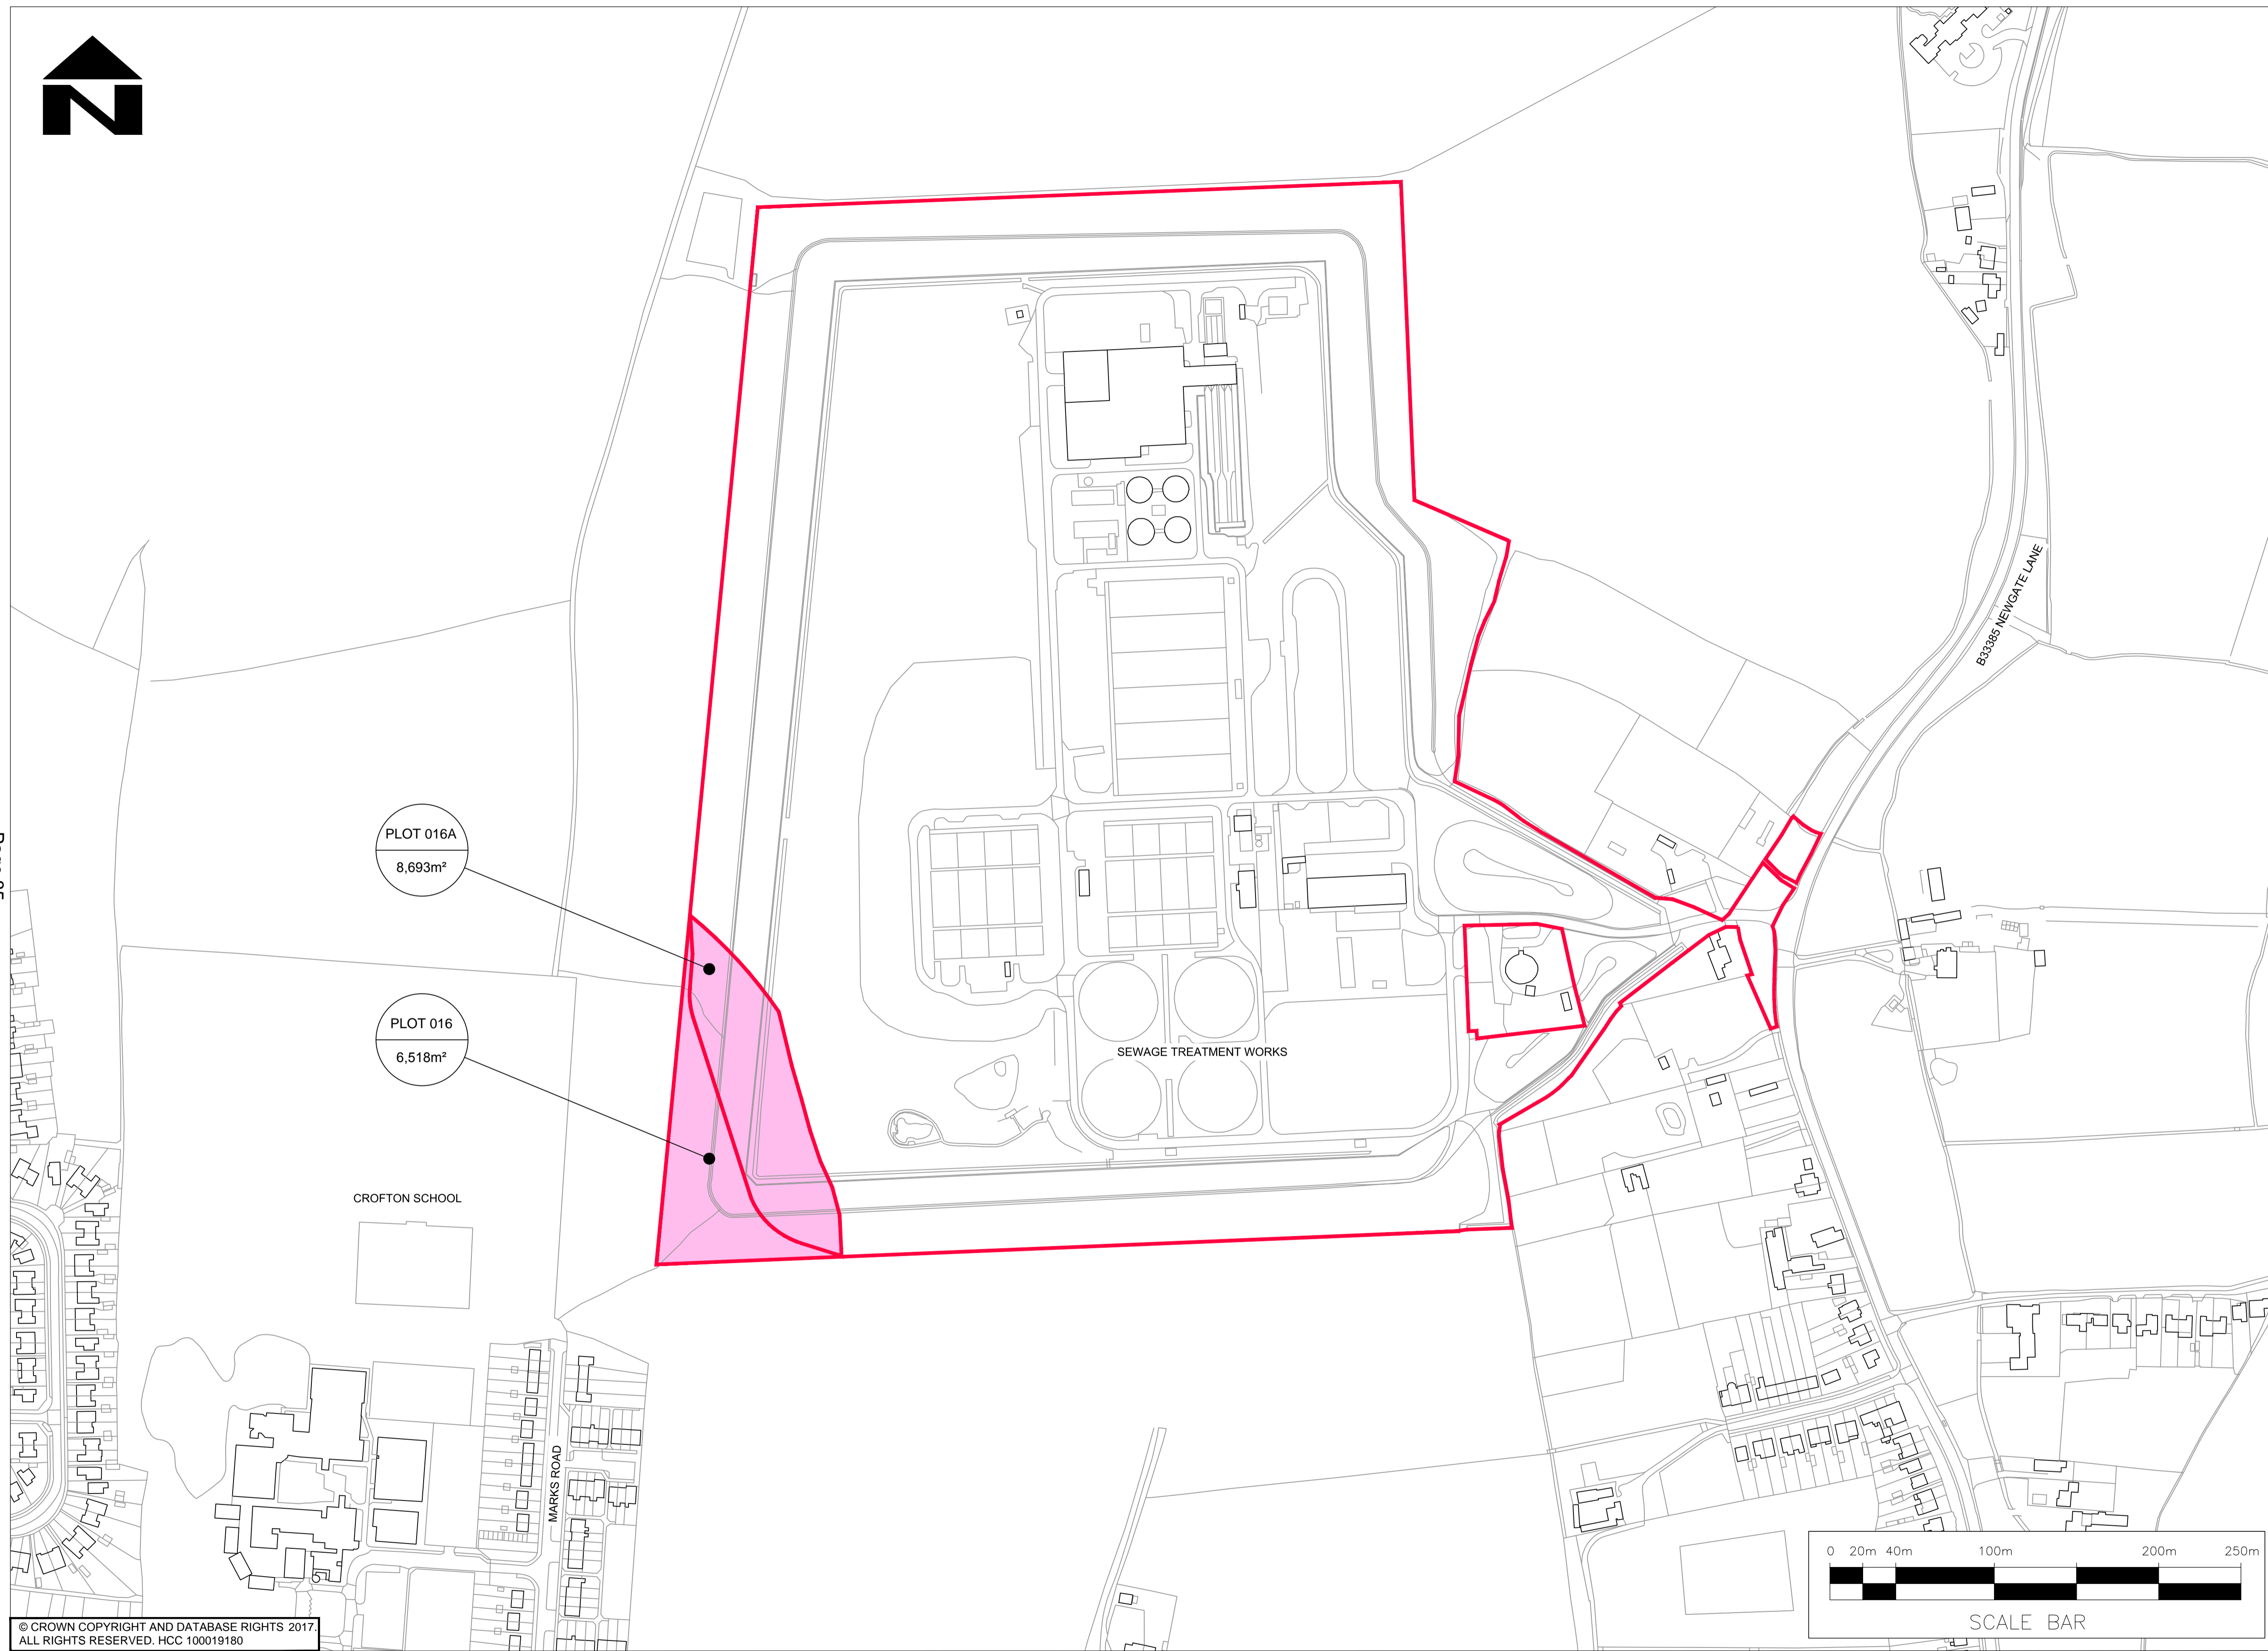 N
B33385 NEWGATE LANE
PLOT 016A
8,693m²
PLOT 016
6,518m²
SEWAGE TREATMENT WORKS
CROFTON SCHOOL
MARKS ROAD
0 20m 40m 100m 200m 250m
SCALE BAR
© CROWN COPYRIGHT AND DATABASE RIGHTS 2017.
ALL RIGHTS RESERVED. HCC 100019180